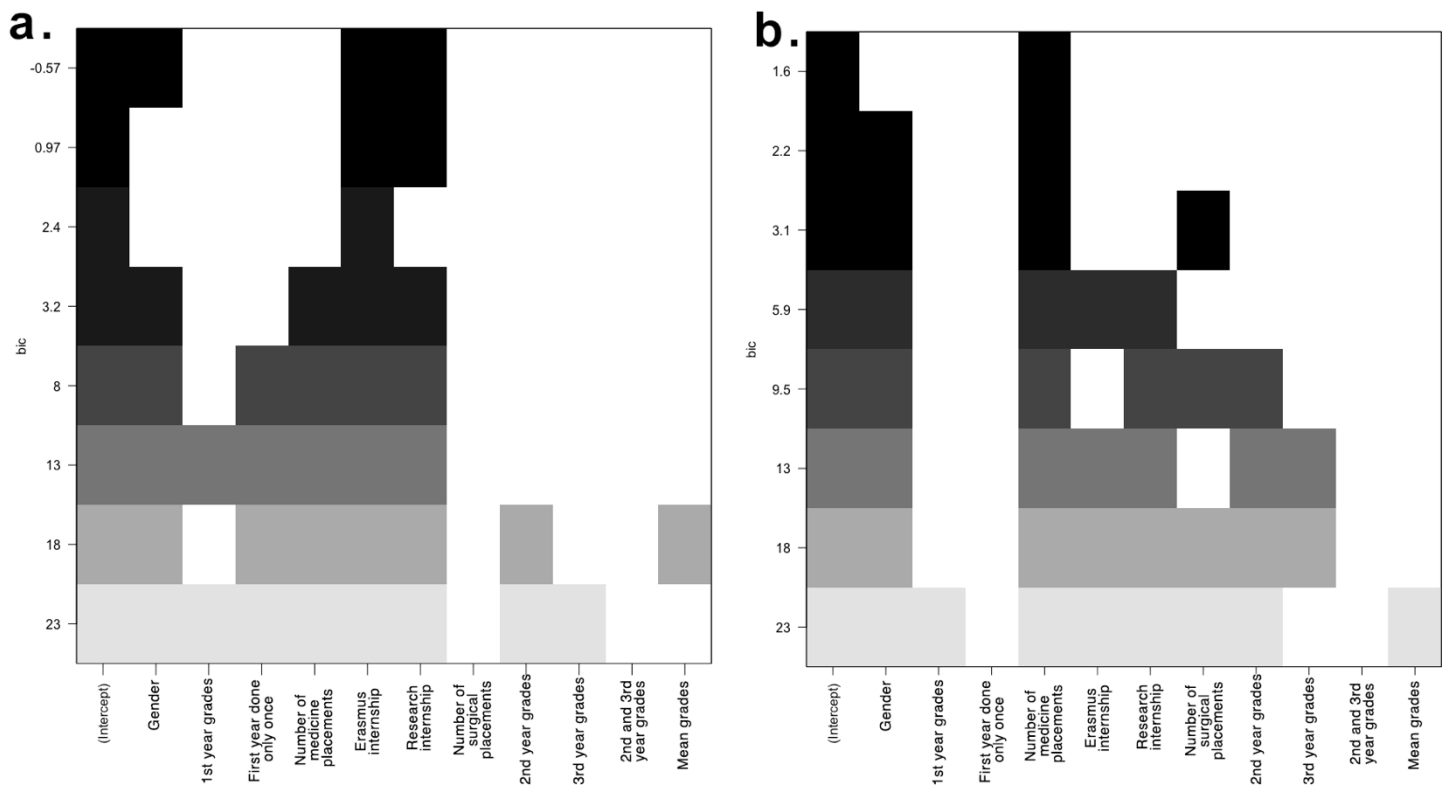 a.
-0.57
0.97
2.4
3.2
8
13
18
23
bic
(Intercept)
Gender
1st year grades
First year done
only once
Number of
medicine
placements
Erasmus
internship
Research
internship
Number of
surgical
placements
2nd year grades
3rd year grades
2nd and 3rd
year grades
Mean grades
b.
1.6
2.2
3.1
5.9
9.5
13
18
23
bic
(Intercept)
Gender
1st year grades
First year done
only once
Number of
medicine
placements
Erasmus
internship
Research
internship
Number of
surgical
placements
2nd year grades
3rd year grades
2nd and 3rd
year grades
Mean grades